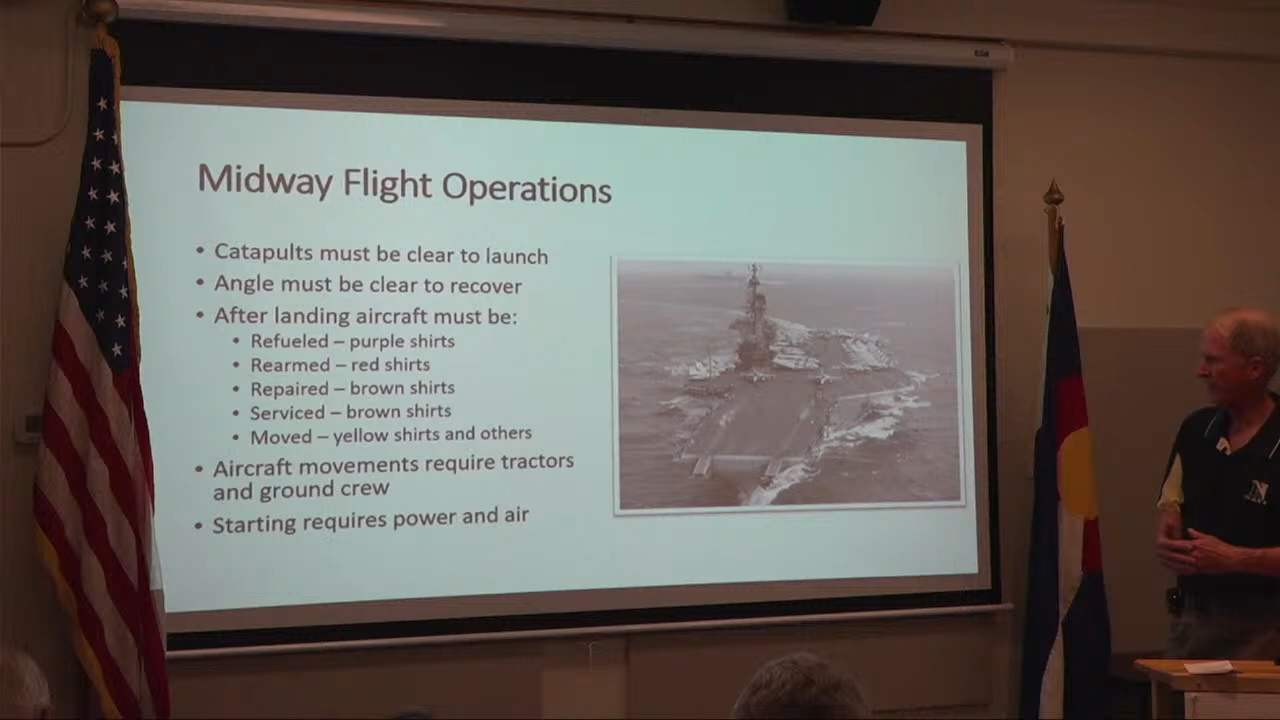 Midway Flight Operations
• Catapults must be clear to launch
• Angle must be clear to recover
• After landing aircraft must be:
• Refueled – purple shirts
• Rearmed – red shirts
• Repaired – brown shirts
• Serviced – brown shirts
• Moved – yellow shirts and others
• Aircraft movements require tractors
and ground crew
• Starting requires power and air